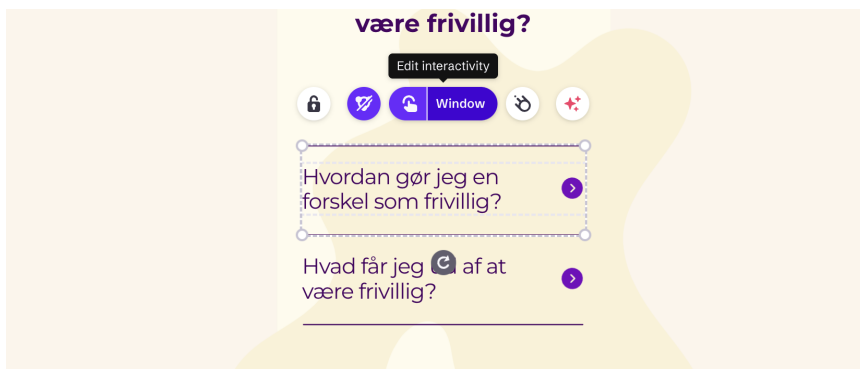 være frivillig?
Edit interactivity
Window
Hvordan gør jeg en
forskel som frivillig?
Hvad får jeg af at
være frivillig?